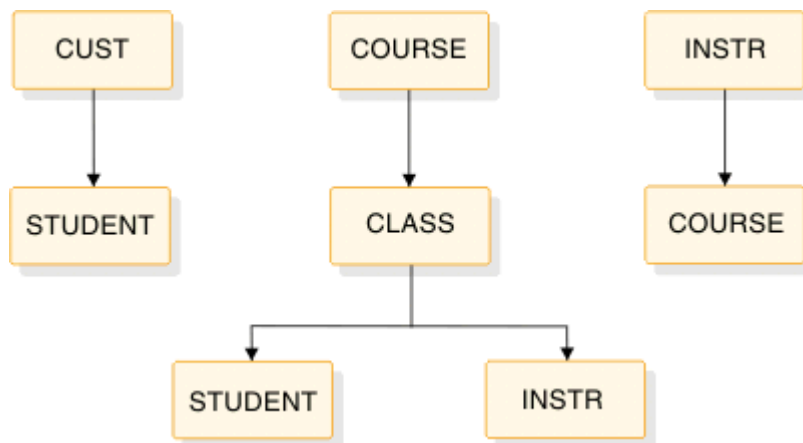 CUST
COURSE
INSTR
STUDENT
CLASS
COURSE
STUDENT
INSTR